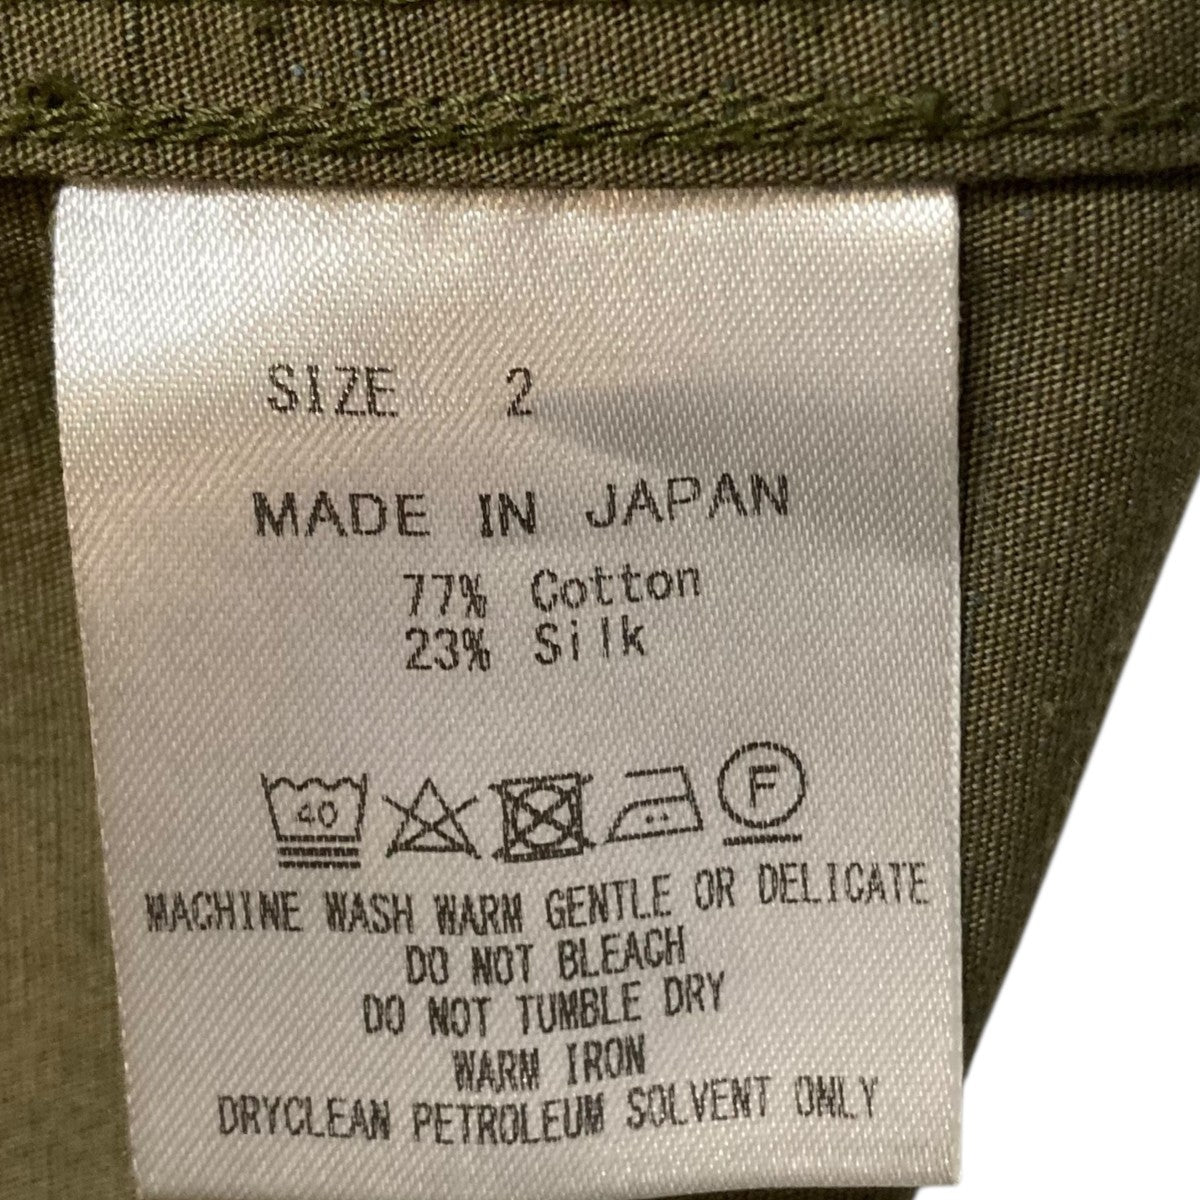 SIZE 2
MADE IN JAPAN
77% Cotton
23% Silk
40 F
MACHINE WASH WARM GENTLE OR DELICATE
DO NOT BLEACH
DO NOT TUMBLE DRY
WARM IRON
DRYCLEAN PETROLEUM SOLVENT ONLY